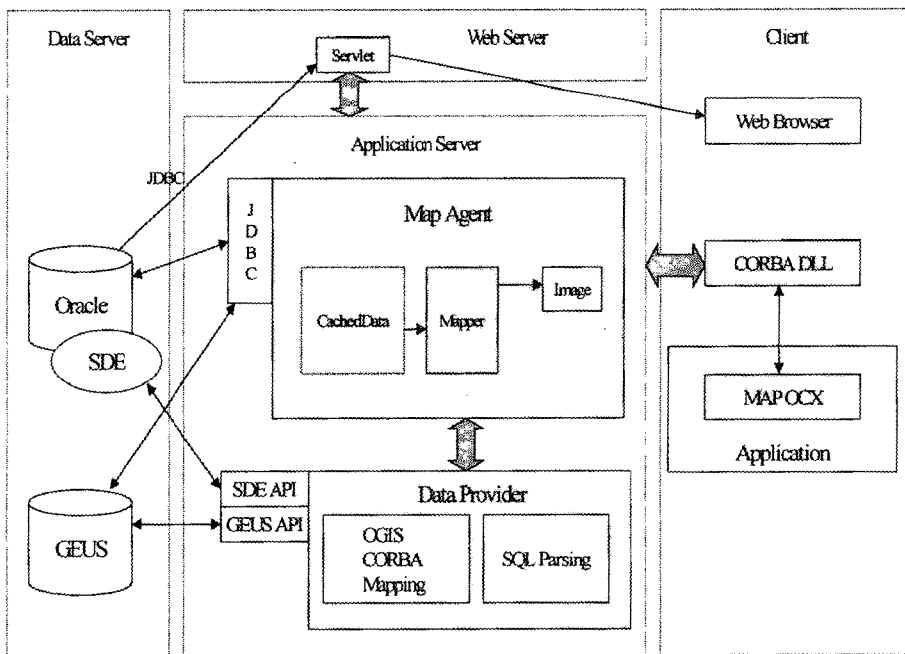 Data Server
Web Server
Client
Servlet
Web Browser
Application Server
JDBC
J
D
B
C
Map Agent
Oracle
SDE
CachedData
Mapper
Image
CORBA DLL
MAP OCX
Application
SDE API
GEUS API
Data Provider
GEUS
OGIS
CORBA
Mapping
SQL Parsing